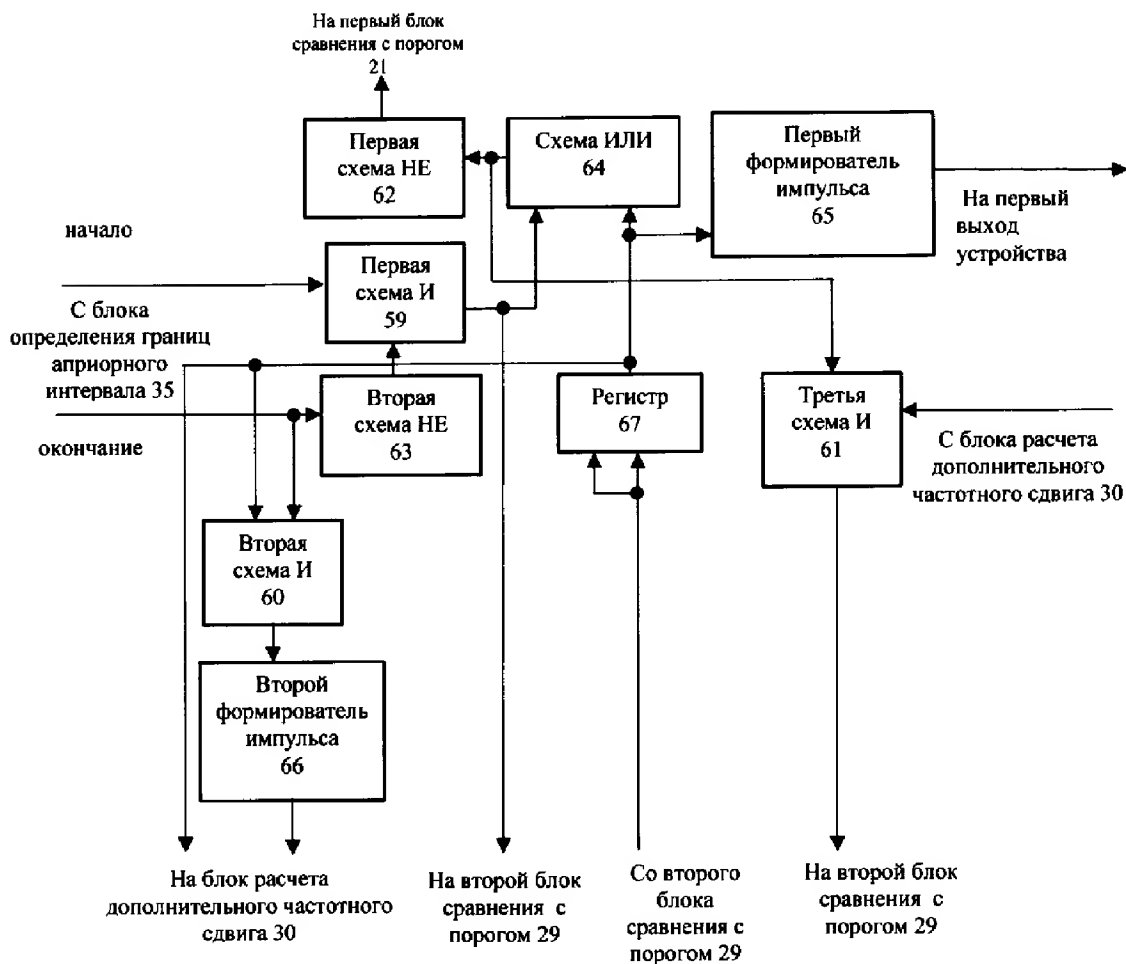 На первый блок
сравнения с порогом
21
Первая
схема НЕ
62
Схема ИЛИ
64
Первый
формирователь
импульса
65
На первый
выход
устройства
начало
Первая
схема И
59
С блока
определения границ
априорного
интервала 35
окончание
Вторая
схема НЕ
63
Регистр
67
Третья
схема И
61
С блока расчета
дополнительного
частотного сдвига 30
Вторая
схема И
60
Второй
формирователь
импульса
66
На блок расчета
дополнительного частотного
сдвига 30
На второй блок
сравнения с
порогом 29
Со второго
блока
сравнения с
порогом 29
На второй блок
сравнения с
порогом 29